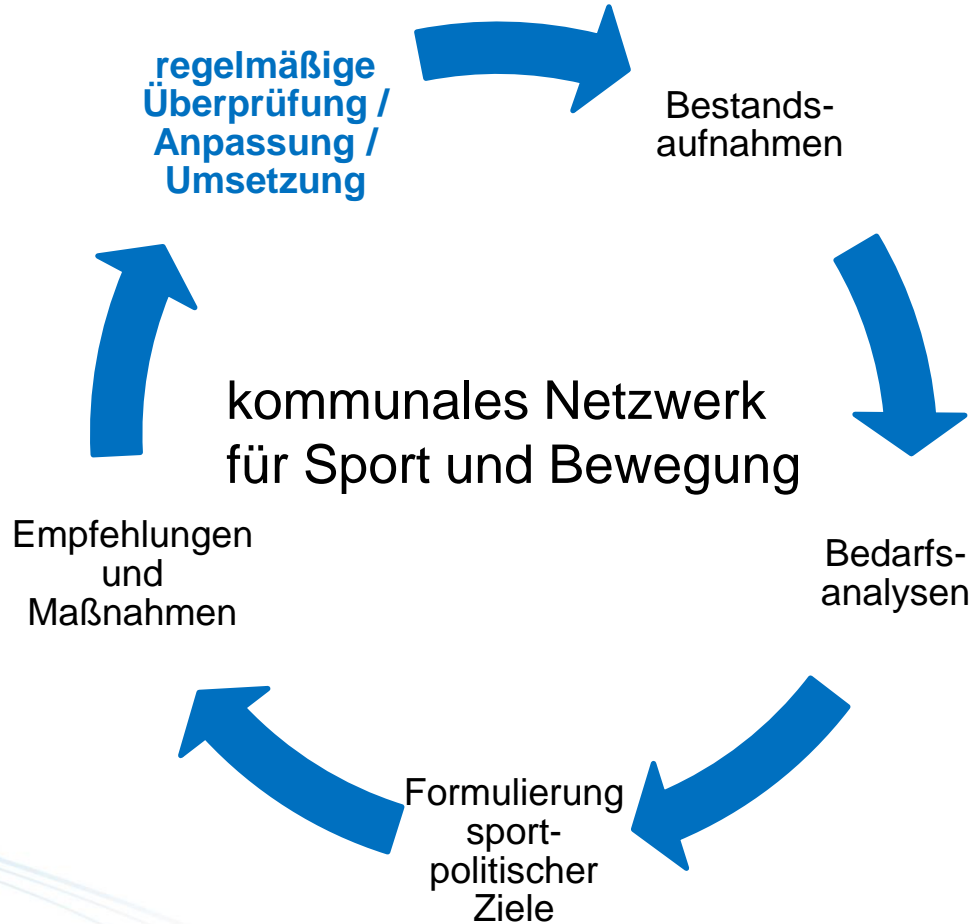 regelmäßige
Überprüfung /
Anpassung /
Umsetzung
Bestands-
aufnahmen
kommunales Netzwerk
für Sport und Bewegung
Empfehlungen
und
Maßnahmen
Bedarfs-
analysen
Formulierung
sport-
politischer
Ziele